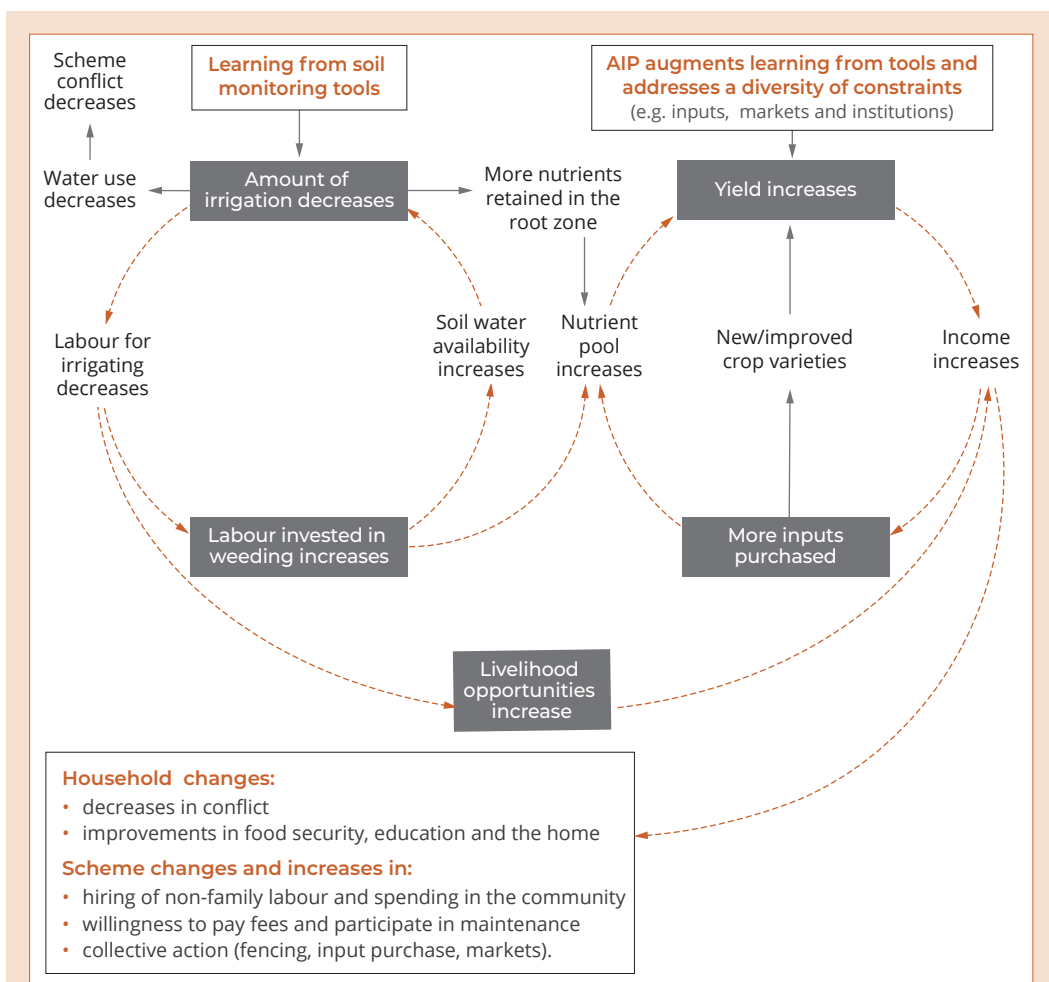 Scheme
conflict
decreases
Learning from soil
monitoring tools
AIP augments learning from tools and
addresses a diversity of constraints
(e.g. inputs, markets and institutions)
Water use
decreases
Amount of
irrigation decreases
More nutrients
retained in the
root zone
Yield increases
Labour for
irrigating
decreases
Soil water
availability
increases
Nutrient
pool
increases
New/improved
crop varieties
Income
increases
Labour invested in
weeding increases
More inputs
purchased
Livelihood
opportunities
increase
Household changes:
• decreases in conflict
• improvements in food security, education and the home
Scheme changes and increases in:
• hiring of non-family labour and spending in the community
• willingness to pay fees and participate in maintenance
• collective action (fencing, input purchase, markets).